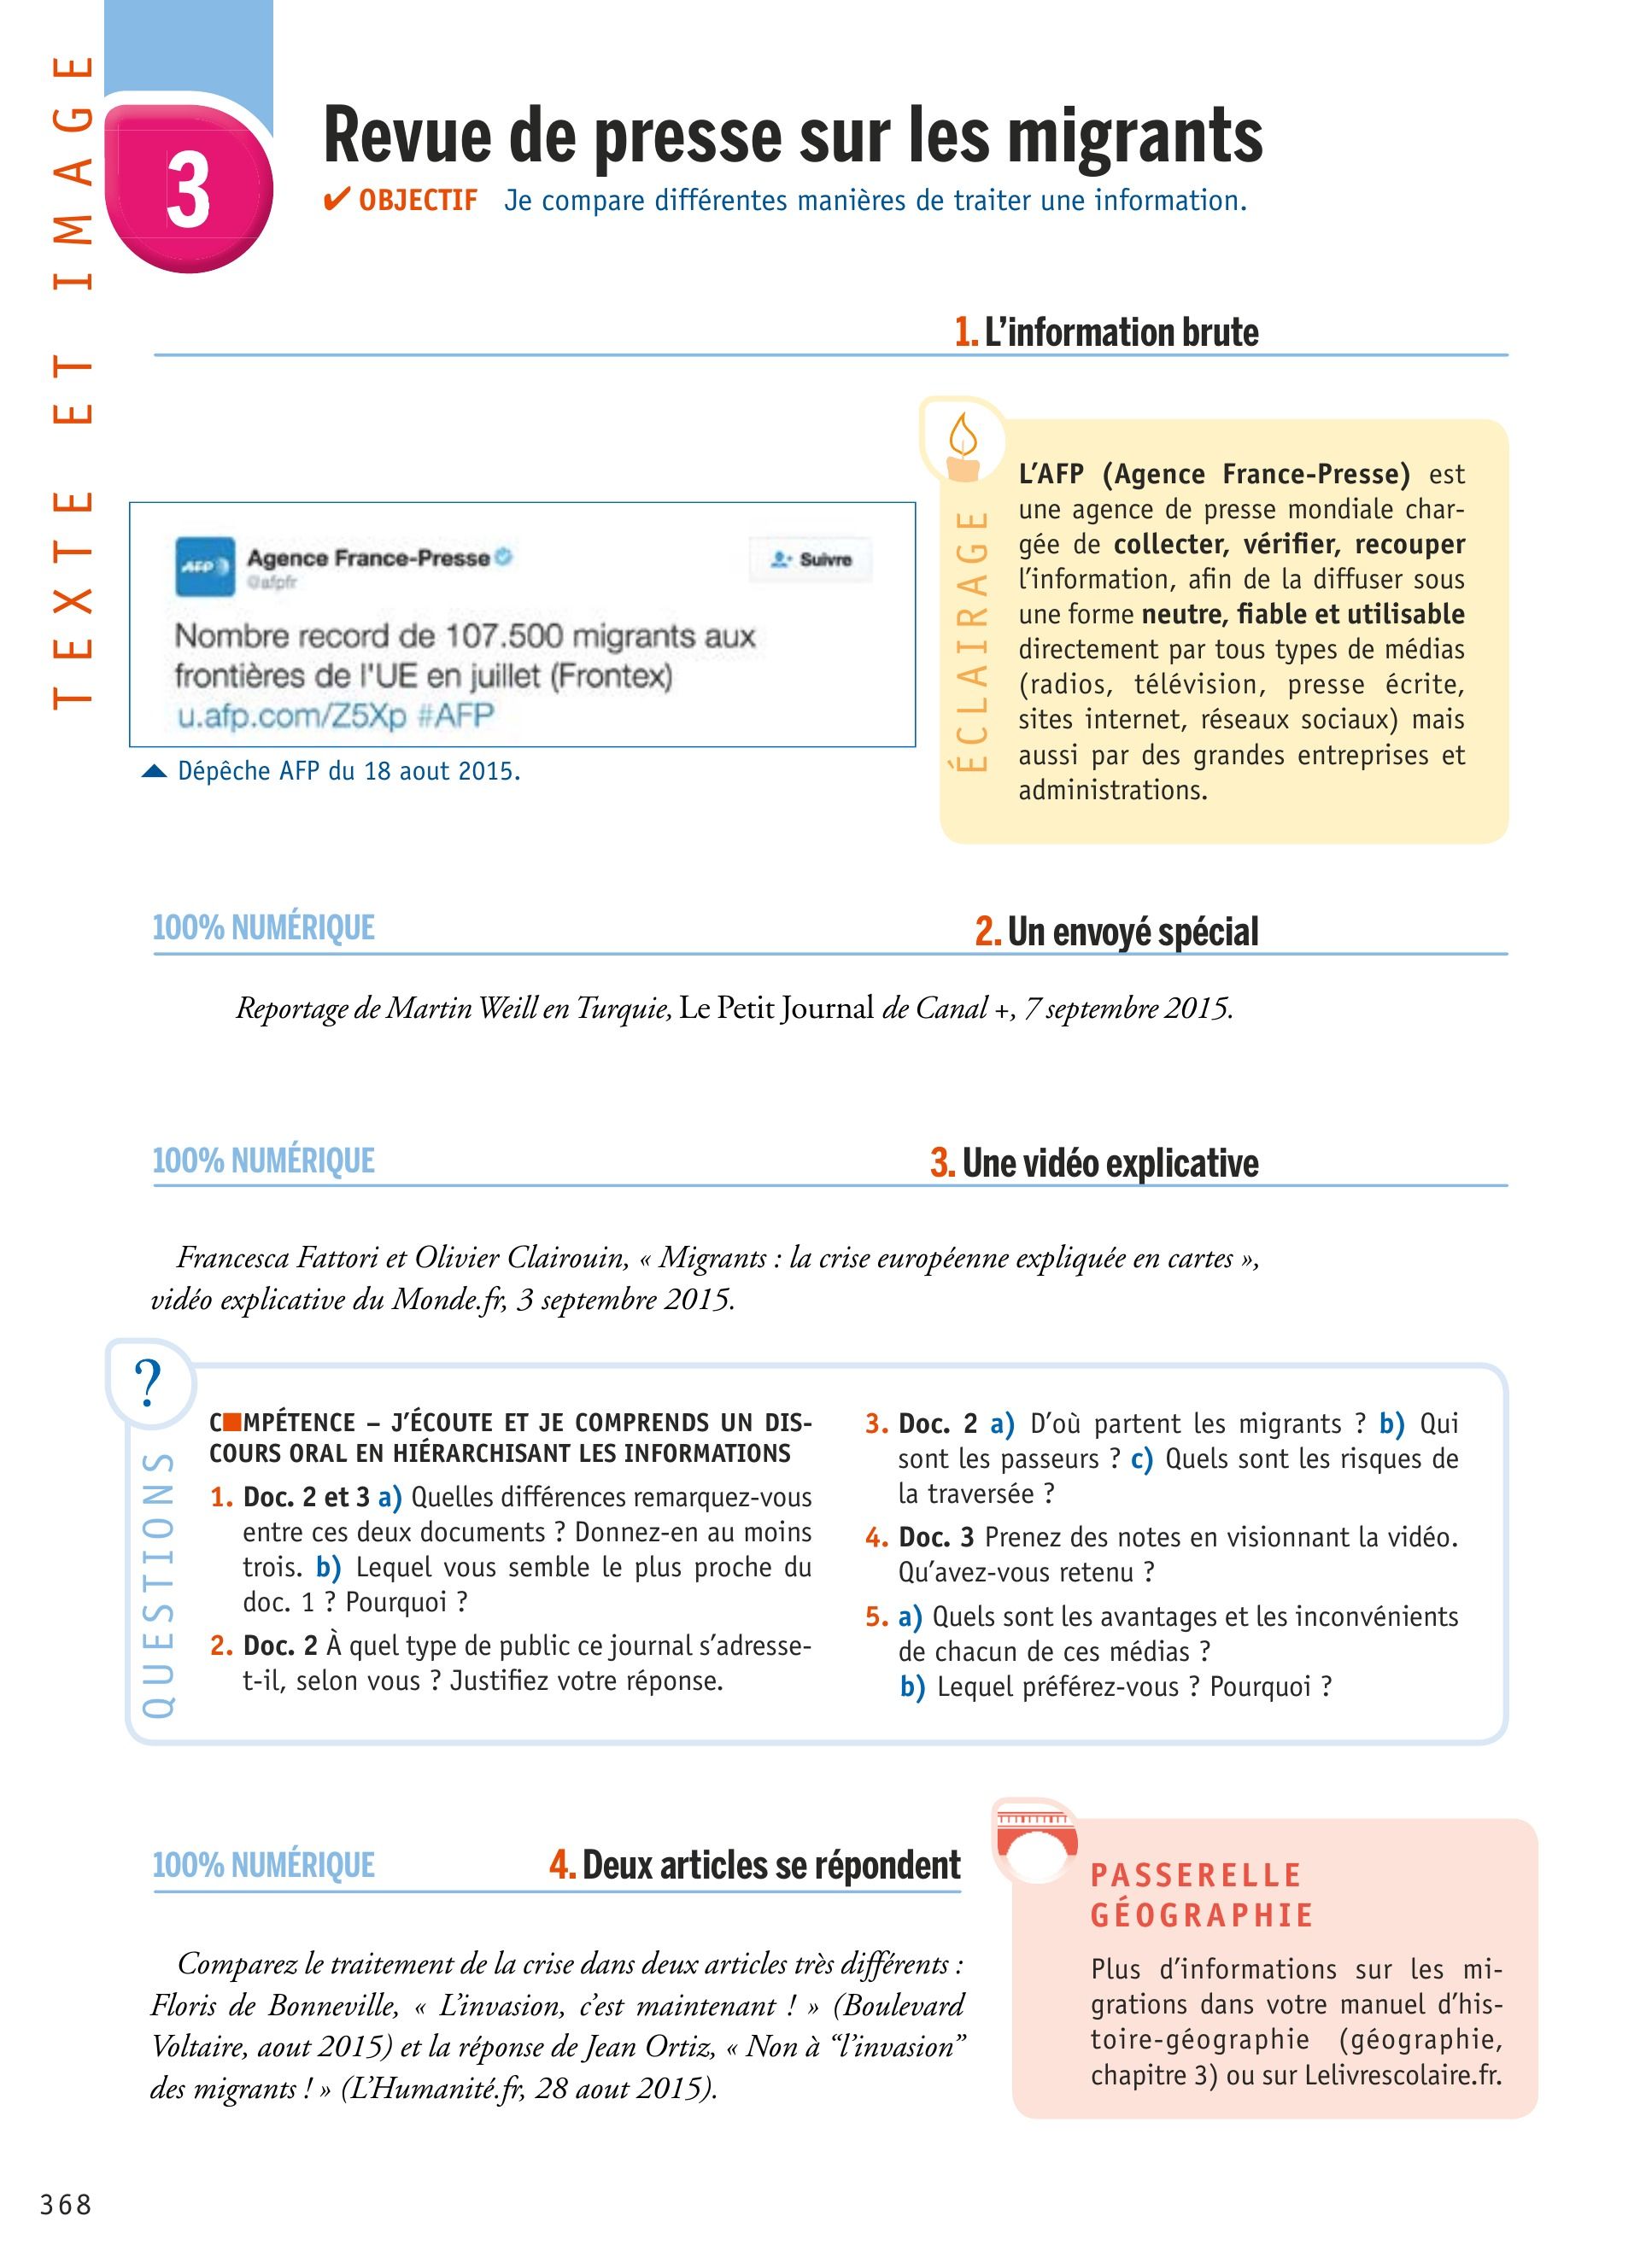 TEXTE ET IMAGE
3
Revue de presse sur les migrants
✔ OBJECTIF Je compare différentes manières de traiter une information.
1. L’information brute
AFP
Agence France-Presse
@afpfr
Suivre
Nombre record de 107.500 migrants aux
frontières de l'UE en juillet (Frontex)
u.afp.com/Z5Xp #AFP
Dépêche AFP du 18 aout 2015.
ÉCLAIRAGE
L’AFP (Agence France-Presse) est
une agence de presse mondiale char-
gée de collecter, vérifier, recouper
l’information, afin de la diffuser sous
une forme neutre, fiable et utilisable
directement par tous types de médias
(radios, télévision, presse écrite,
sites internet, réseaux sociaux) mais
aussi par des grandes entreprises et
administrations.
100% NUMÉRIQUE
2. Un envoyé spécial
Reportage de Martin Weill en Turquie, Le Petit Journal de Canal +, 7 septembre 2015.
100% NUMÉRIQUE
3. Une vidéo explicative
Francesca Fattori et Olivier Clairouin, « Migrants : la crise européenne expliquée en cartes »,
vidéo explicative du Monde.fr, 3 septembre 2015.
?
QUESTIONS
C■MPÉTENCE – J’ÉCOUTE ET JE COMPRENDS UN DIS-
COURS ORAL EN HIÉRARCHISANT LES INFORMATIONS
1. Doc. 2 et 3 a) Quelles différences remarquez-vous
entre ces deux documents ? Donnez-en au moins
trois. b) Lequel vous semble le plus proche du
doc. 1 ? Pourquoi ?
2. Doc. 2 À quel type de public ce journal s’adresse-
t-il, selon vous ? Justifiez votre réponse.
3. Doc. 2 a) D’où partent les migrants ? b) Qui
sont les passeurs ? c) Quels sont les risques de
la traversée ?
4. Doc. 3 Prenez des notes en visionnant la vidéo.
Qu’avez-vous retenu ?
5. a) Quels sont les avantages et les inconvénients
de chacun de ces médias ?
b) Lequel préférez-vous ? Pourquoi ?
100% NUMÉRIQUE
4. Deux articles se répondent
Comparez le traitement de la crise dans deux articles très différents :
Floris de Bonneville, « L’invasion, c’est maintenant ! » (Boulevard
Voltaire, aout 2015) et la réponse de Jean Ortiz, « Non à “l’invasion”
des migrants ! » (L’Humanité.fr, 28 aout 2015).
PASSERELLE
GÉOGRAPHIE
Plus d’informations sur les mi-
grations dans votre manuel d’his-
toire-géographie (géographie,
chapitre 3) ou sur Lelivrescolaire.fr.
368